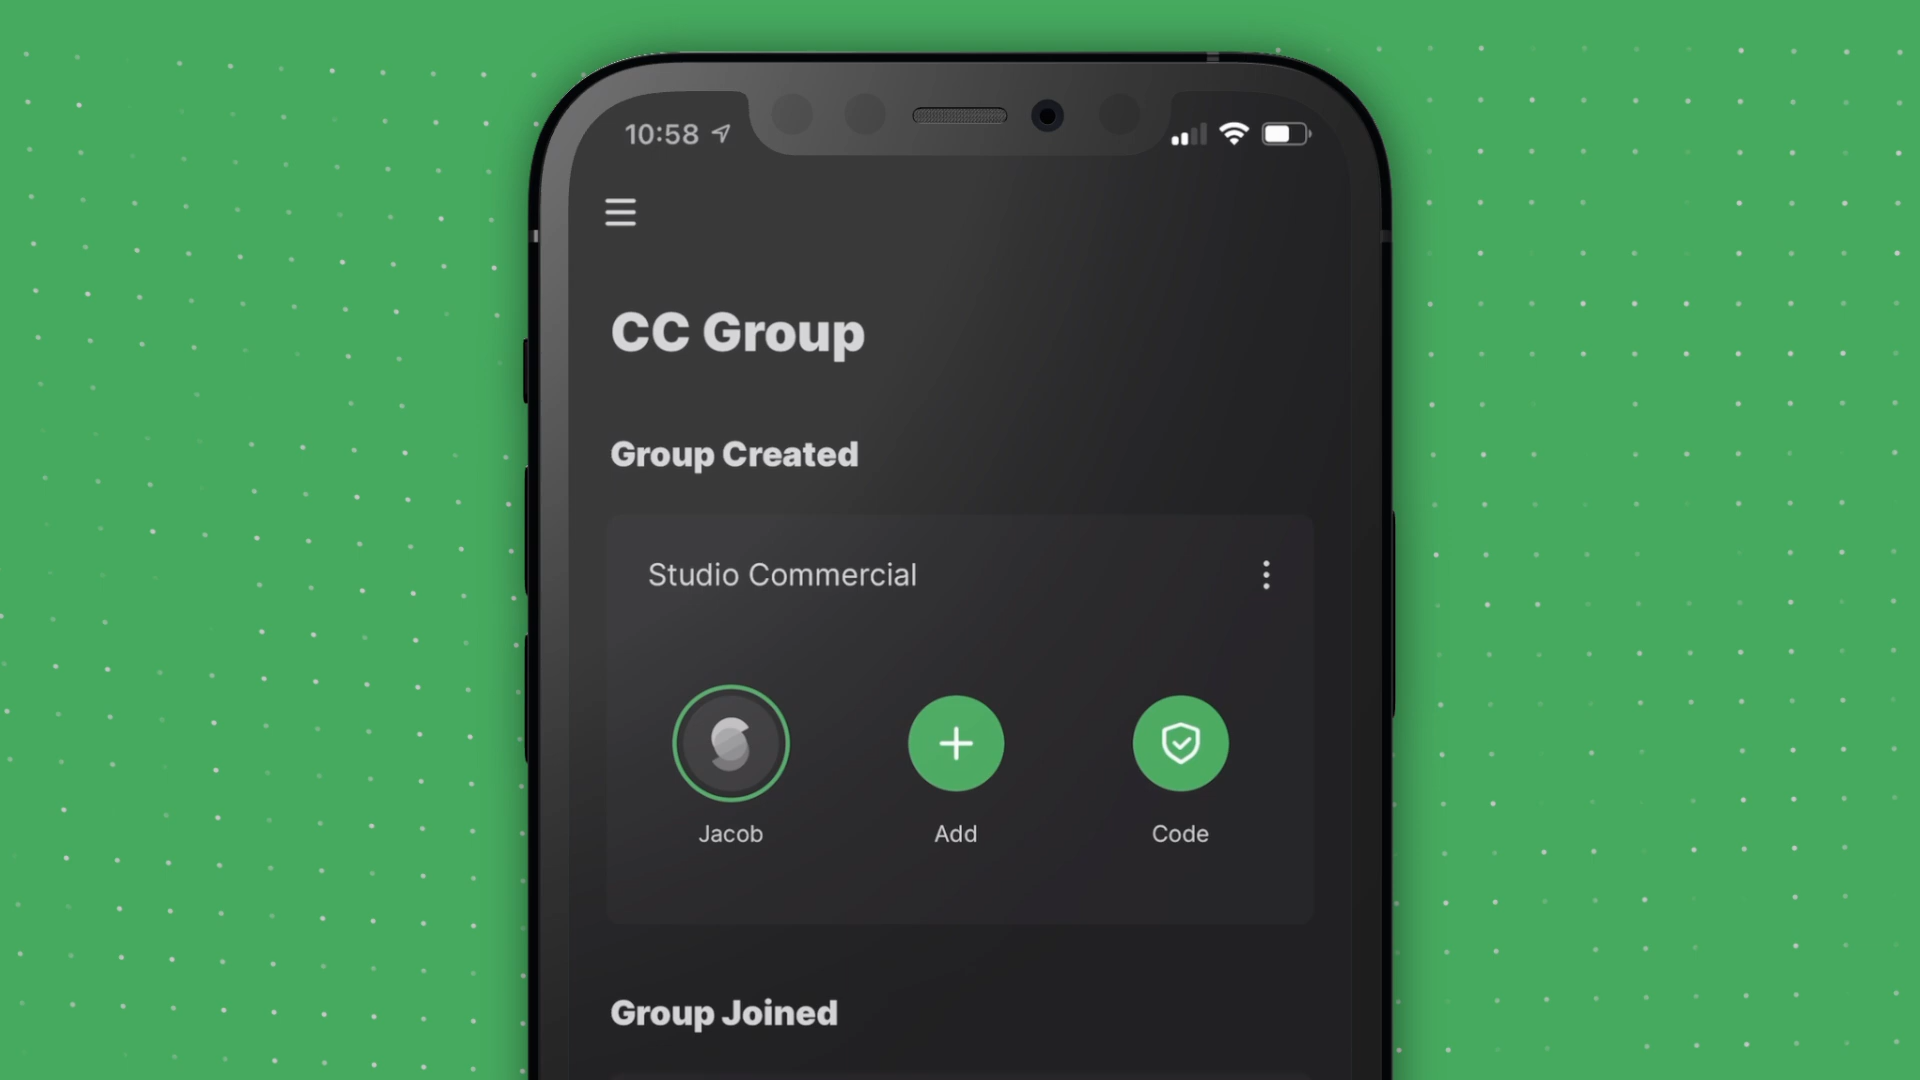 10:58
CC Group
Group Created
Studio Commercial
Jacob
Add
Code
Group Joined